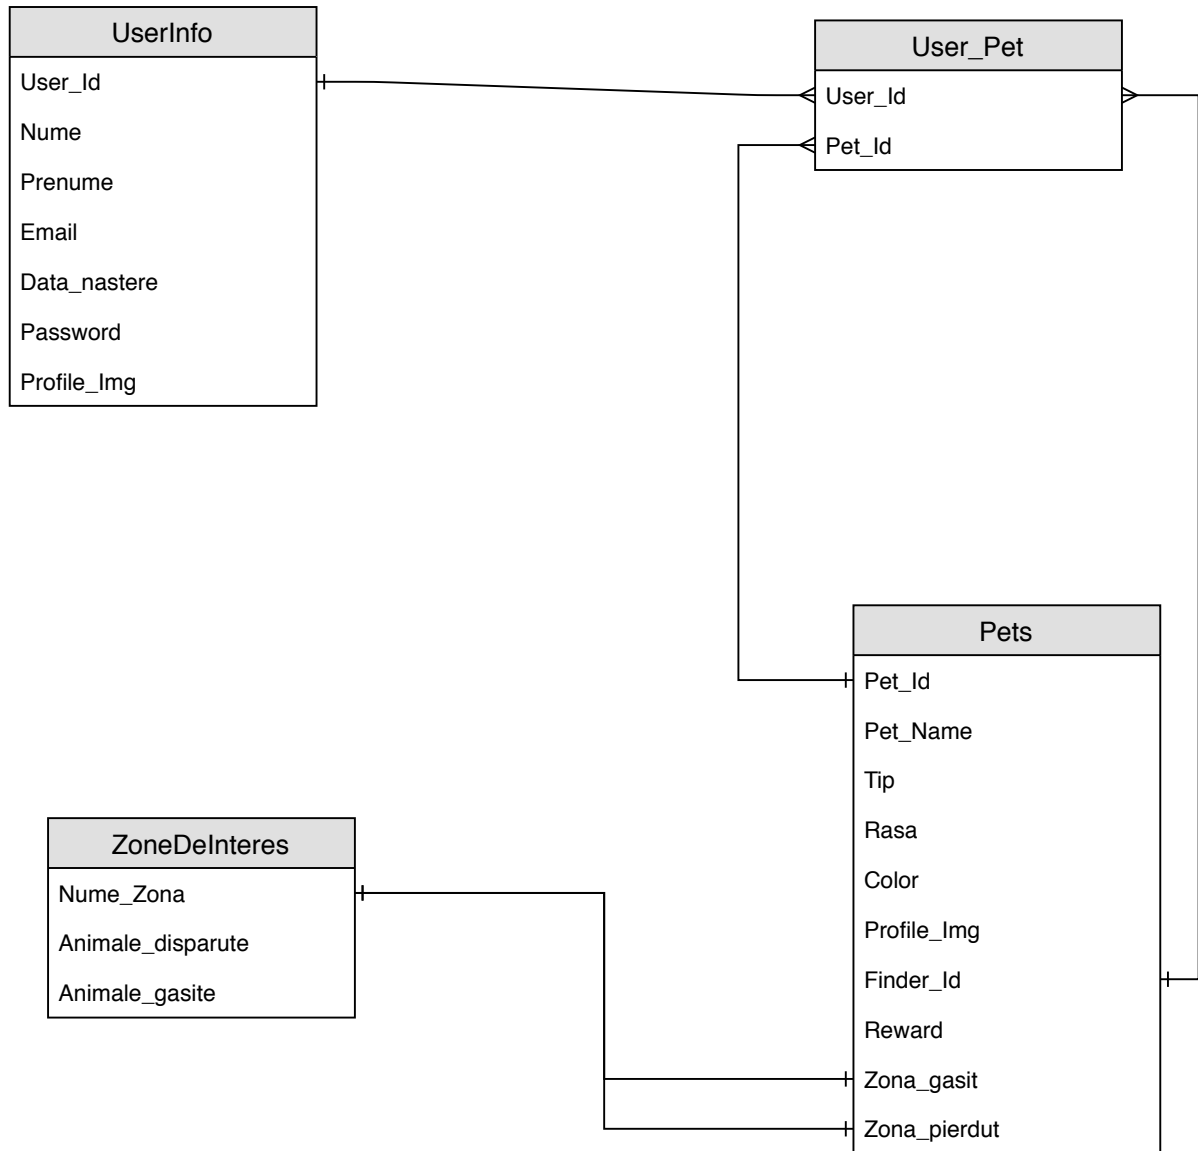 UserInfo
User_Id
Nume
Prenume
Email
Data_nastere
Password
Profile_Img
User_Pet
User_Id
Pet_Id
Pets
Pet_Id
Pet_Name
Tip
Rasa
Color
Profile_Img
Finder_Id
Reward
Zona_gasit
Zona_pierdut
ZoneDeInteres
Nume_Zona
Animale_disparute
Animale_gasite